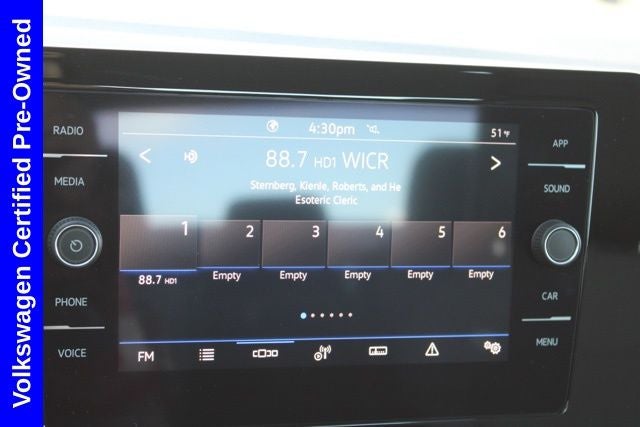 Volkswagen Certified Pre-Owned
RADIO
MEDIA
PHONE
VOICE
4:30pm
51°F
88.7 HD1 WICR
Sternberg, Kienle, Roberts, and He
Esoteric Cleric
1 2 3 4 5 6
88.7 HD1 Empty Empty Empty Empty Empty
FM
APP
SOUND
CAR
MENU